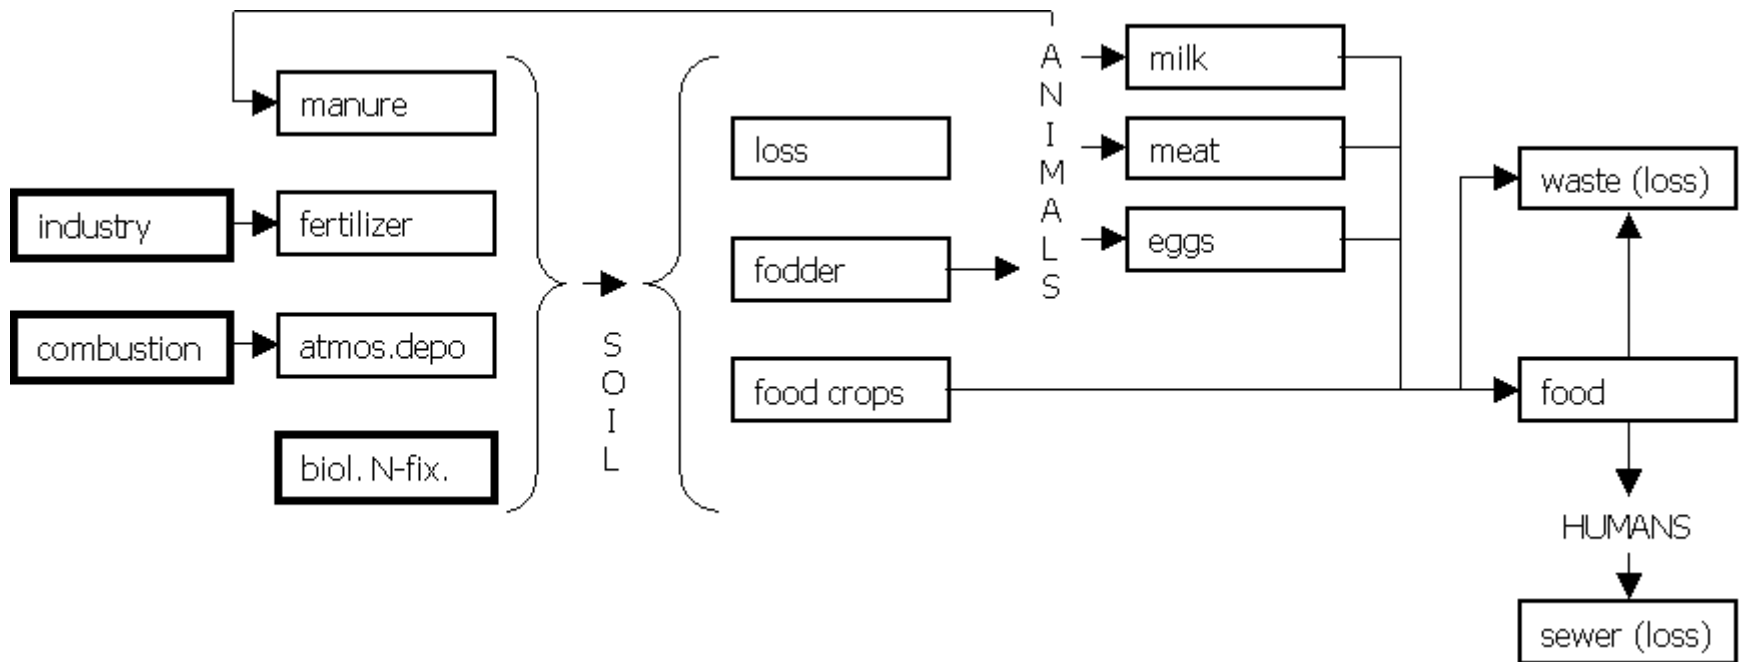 manure
industry
fertilizer
combustion
atmos.depo
biol. N-fix.
SOIL
loss
fodder
food crops
ANIMALS
milk
meat
eggs
waste (loss)
food
HUMANS
sewer (loss)